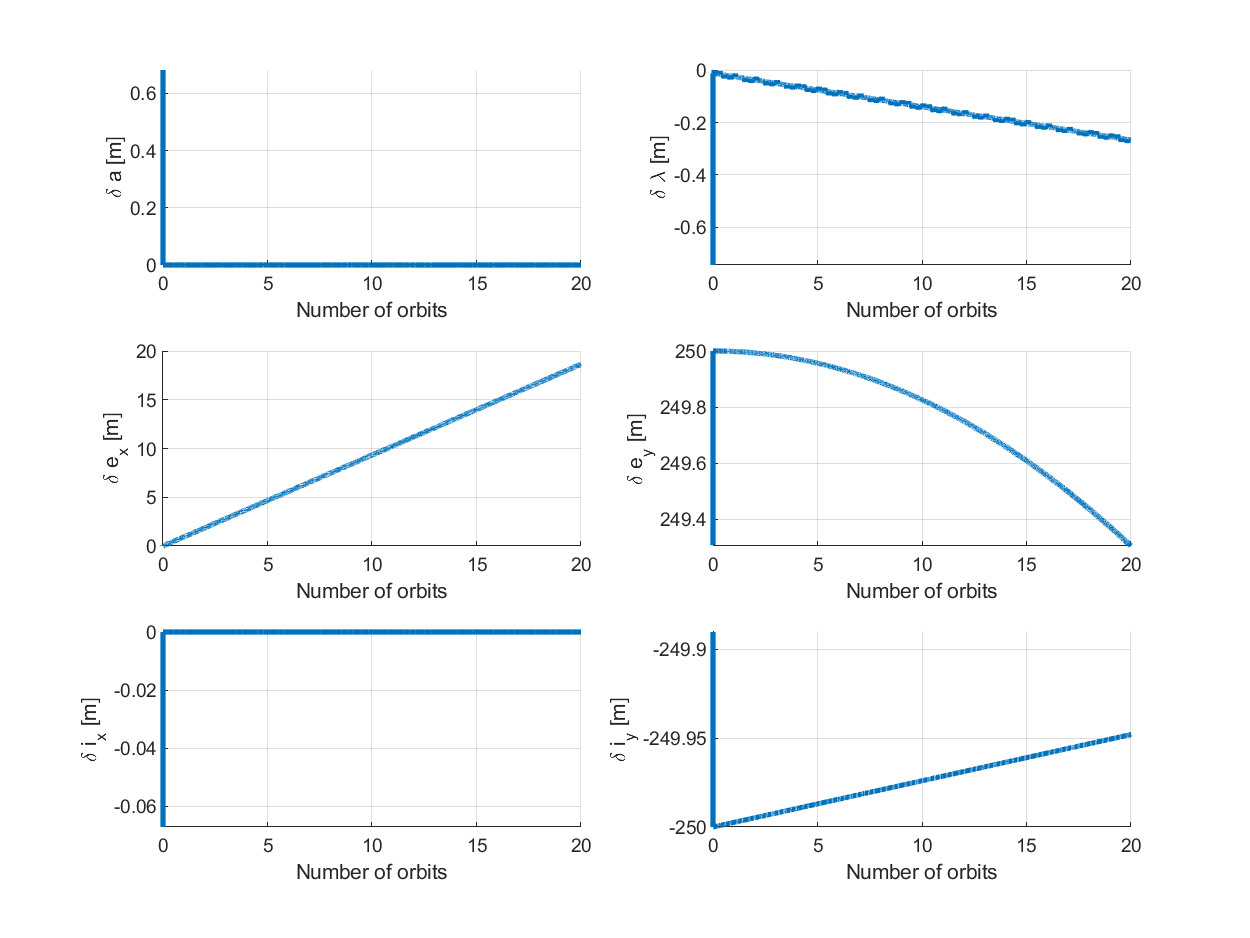 0.6
0.4
0.2
0
δ a [m]
0 5 10 15 20
Number of orbits
0
-0.2
-0.4
-0.6
δ λ [m]
0 5 10 15 20
Number of orbits
20
15
10
5
0
δ e_x [m]
0 5 10 15 20
Number of orbits
250
249.8
249.6
249.4
δ e_y [m]
0 5 10 15 20
Number of orbits
0
-0.02
-0.04
-0.06
δ i_x [m]
0 5 10 15 20
Number of orbits
-249.9
-249.95
-250
δ i_y [m]
0 5 10 15 20
Number of orbits